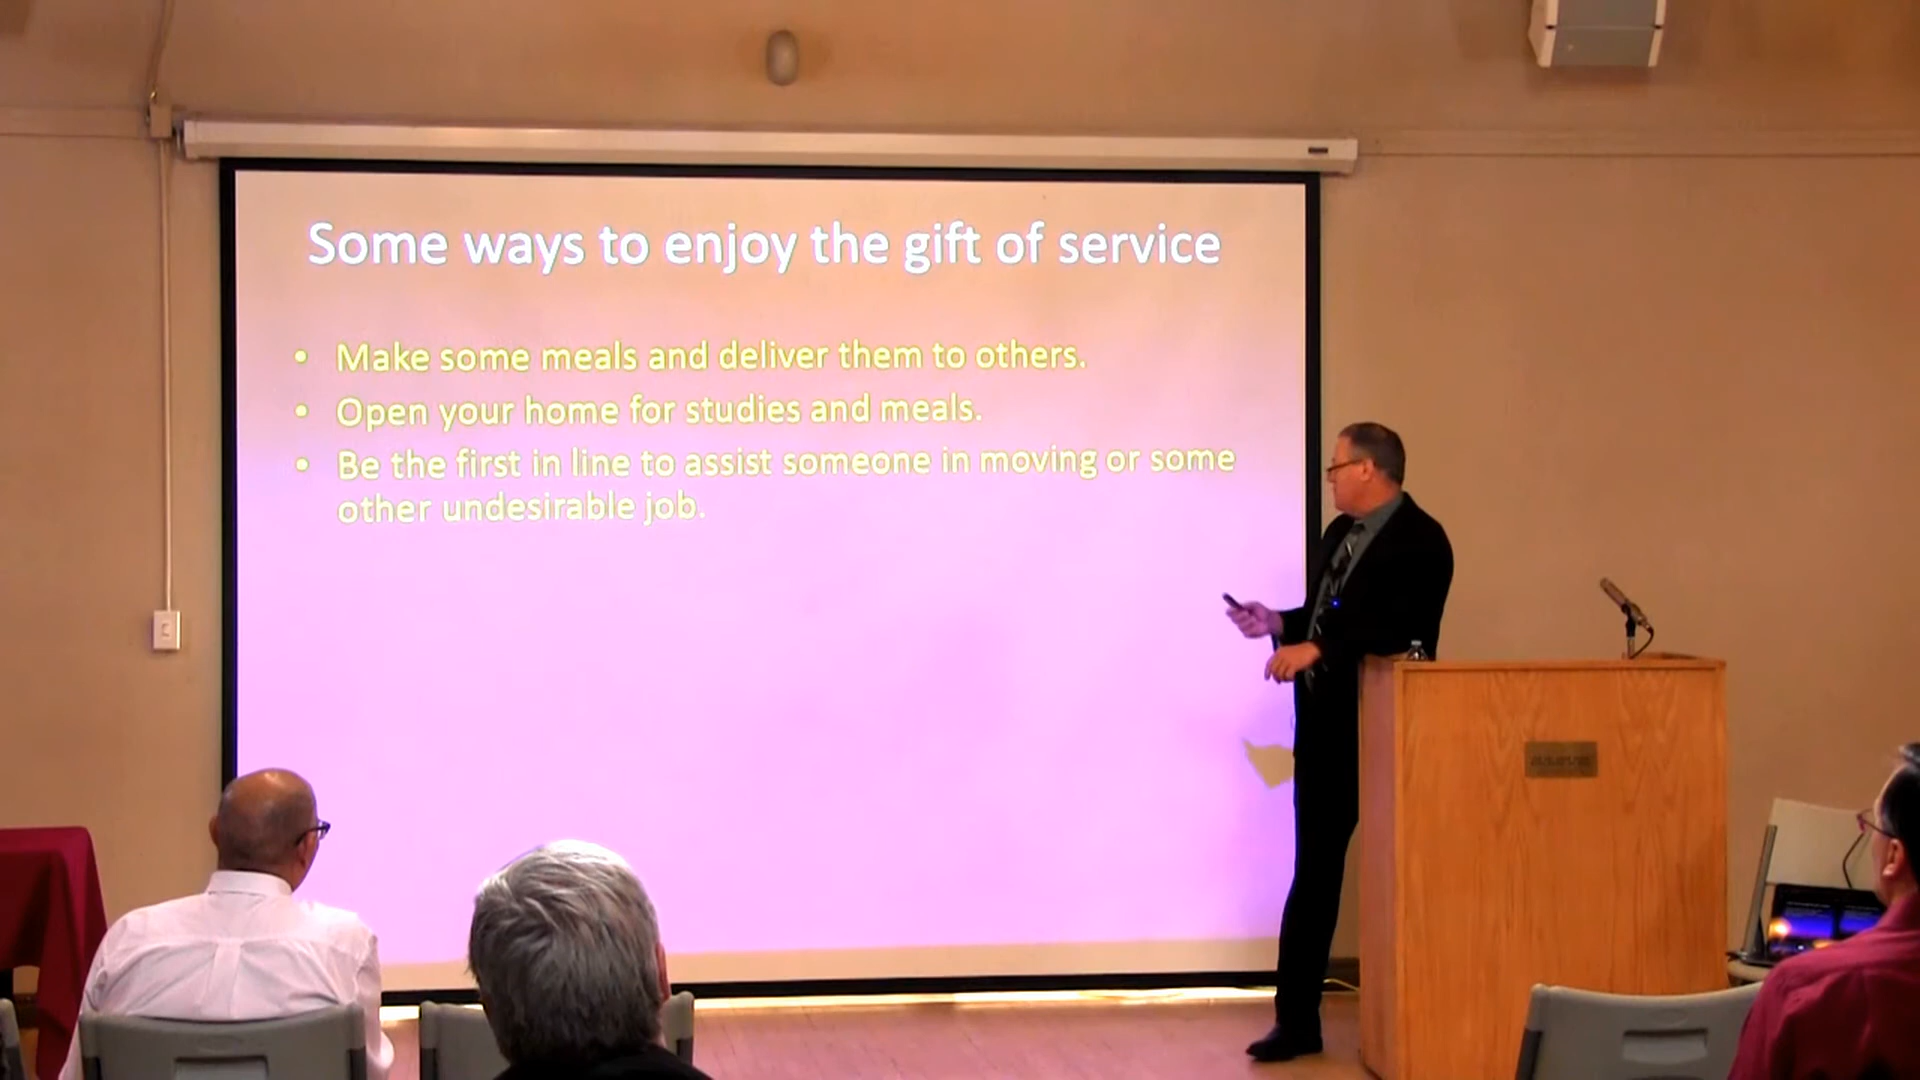 Some ways to enjoy the gift of service
• Make some meals and deliver them to others.
• Open your home for studies and meals.
• Be the first in line to assist someone in moving or some
other undesirable job.